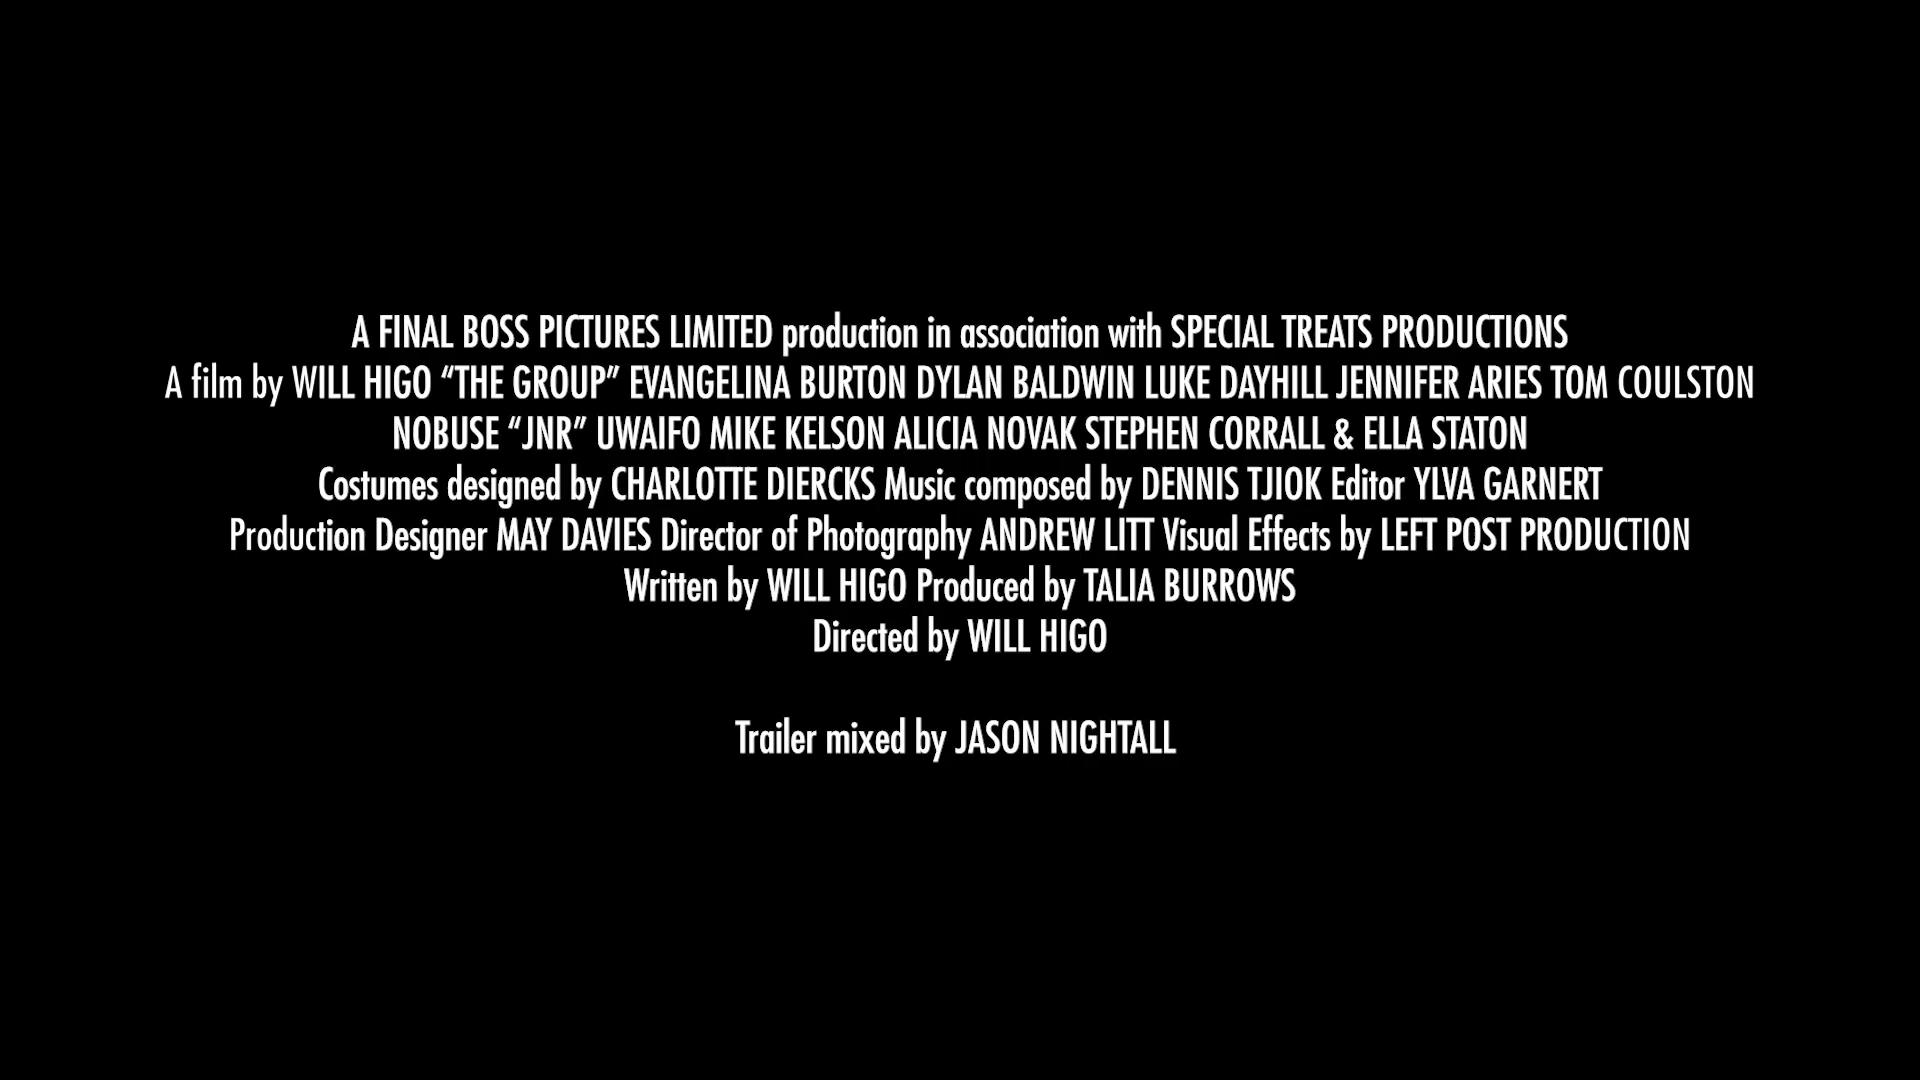 A FINAL BOSS PICTURES LIMITED production in association with SPECIAL TREATS PRODUCTIONS
A film by WILL HIGO “THE GROUP” EVANGELINA BURTON DYLAN BALDWIN LUKE DAYHILL JENNIFER ARIES TOM COULSTON
NOBUSE “JNR” UWAIFO MIKE KELSON ALICIA NOVAK STEPHEN CORRALL & ELLA STATON
Costumes designed by CHARLOTTE DIERCKS Music composed by DENNIS TJIOK Editor YLVA GARNERT
Production Designer MAY DAVIES Director of Photography ANDREW LITT Visual Effects by LEFT POST PRODUCTION
Written by WILL HIGO Produced by TALIA BURROWS
Directed by WILL HIGO
Trailer mixed by JASON NIGHTALL